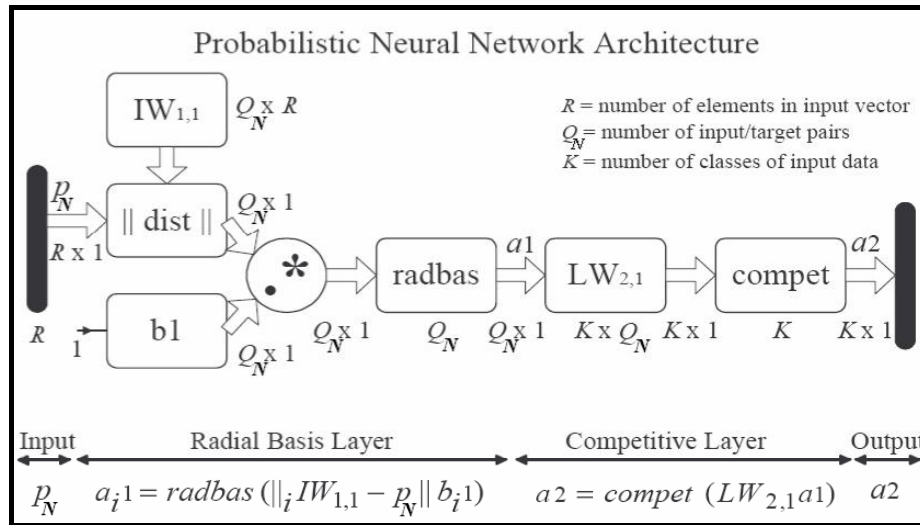 Probabilistic Neural Network Architecture
IW1,1
QN x R
R = number of elements in input vector
QN = number of input/target pairs
K = number of classes of input data
pN
R x 1
|| dist ||
QN x 1
R
1
b1
QN x 1
.*
QN x 1
radbas
QN
a1
QN x 1
LW2,1
K x QN
K x 1
compet
K
a2
K x 1
Input
Radial Basis Layer
Competitive Layer
Output
pN
ai1 = radbas (||iIW1,1 – pN|| bi1)
a2 = compet (LW2,1a1)
a2